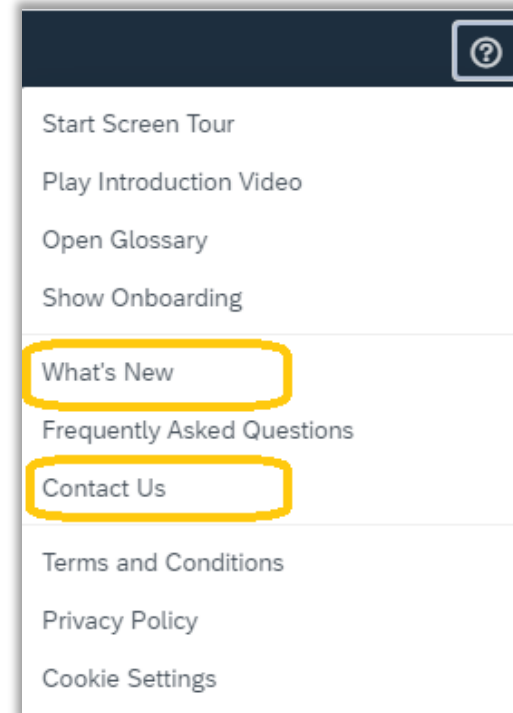 Start Screen Tour
Play Introduction Video
Open Glossary
Show Onboarding
What's New
Frequently Asked Questions
Contact Us
Terms and Conditions
Privacy Policy
Cookie Settings